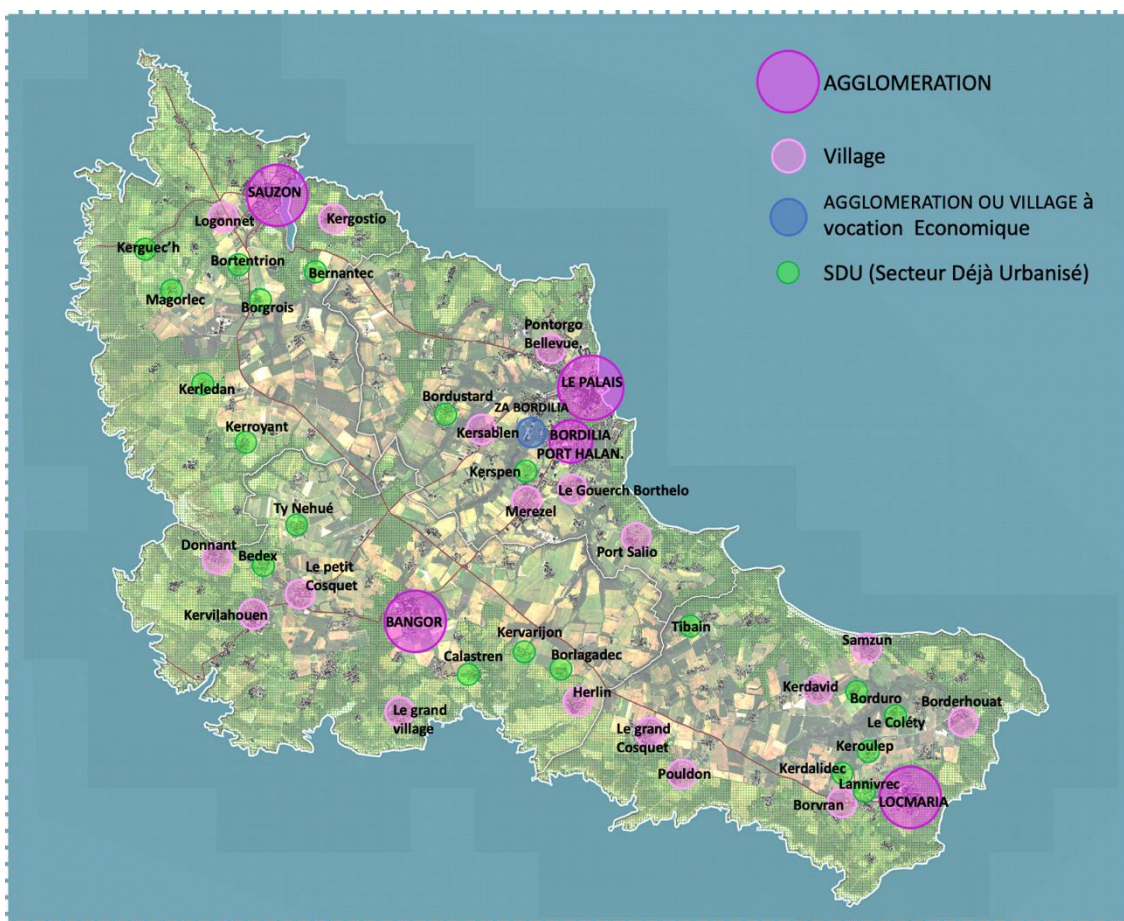 AGGLOMERATION
Village
AGGLOMERATION OU VILLAGE à
vocation Economique
SDU (Secteur Déjà Urbanisé)
SAUZON
Logonnet
Kergostio
Kerguec'h
Bortentrion
Bernantec
Magorlec
Borgrois
Pontorgo
Bellevue.
LE PALAIS
Kerledan
Bordustard
ZA BORDILIA
Kersablen
BORDILIA
PORT HALAN.
Kerroyant
Kerspen
Le Gouerch Borthelo
Merezel
Ty Nehué
Port Salio
Donnant
Bedex
Le petit
Cosquet
Kervilahouen
BANGOR
Tibain
Kervarijon
Calastren
Borlagadec
Samzun
Herlin
Kerdavid
Borduro
Borderhouat
Le Coléty
Le grand
village
Le grand
Cosquet
Keroulep
Pouldon
Kerdalidec
Lannivrec
LOCMARIA
Borvran